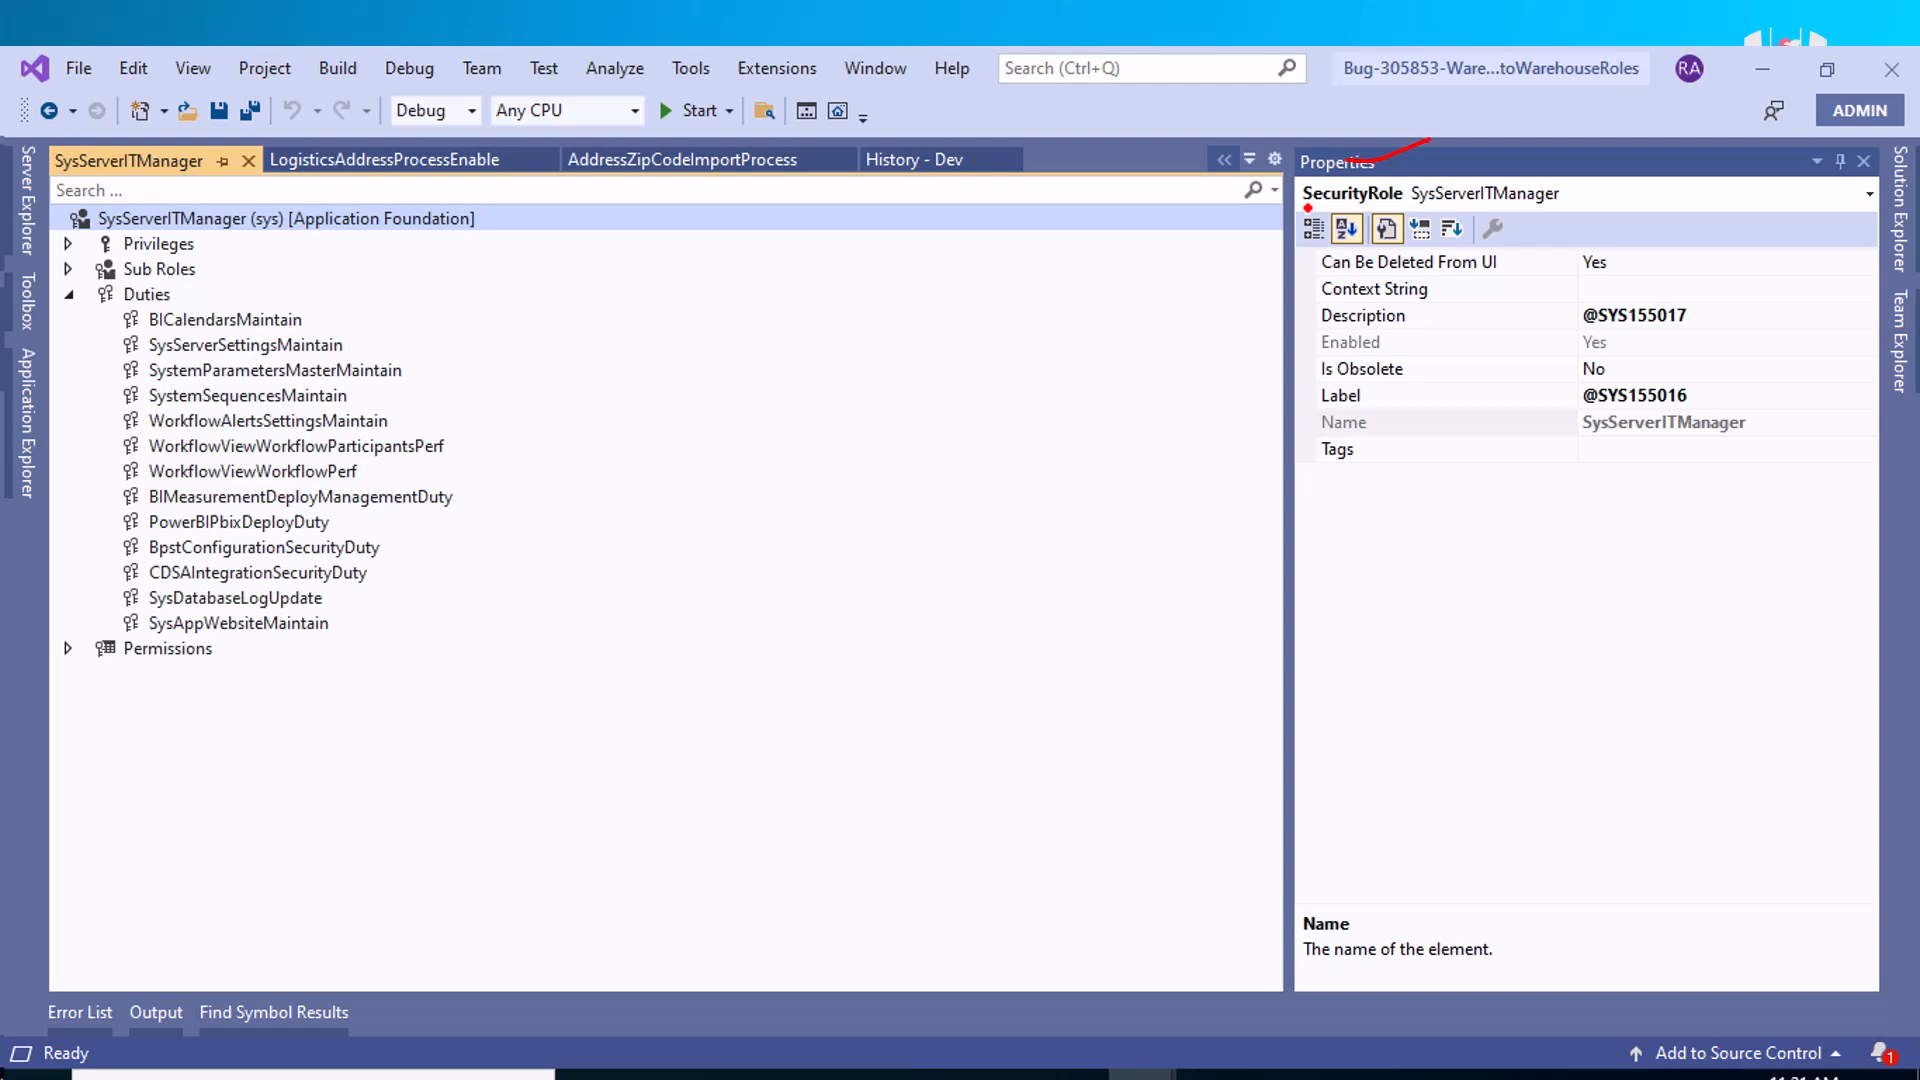 File Edit View Project Build Debug Team Test Analyze Tools Extensions Window Help Search (Ctrl+Q) Bug-305853-Ware...toWarehouseRoles RA
Debug Any CPU Start ADMIN
SysServerITManager LogisticsAddressProcessEnable AddressZipCodeImportProcess History - Dev
Search ...
SysServerITManager (sys) [Application Foundation]
Privileges
Sub Roles
Duties
BICalendarsMaintain
SysServerSettingsMaintain
SystemParametersMasterMaintain
SystemSequencesMaintain
WorkflowAlertsSettingsMaintain
WorkflowViewWorkflowParticipantsPerf
WorkflowViewWorkflowPerf
BIMeasurementDeployManagementDuty
PowerBIPbixDeployDuty
BpstConfigurationSecurityDuty
CDSAIntegrationSecurityDuty
SysDatabaseLogUpdate
SysAppWebsiteMaintain
Permissions
Server Explorer
Toolbox
Application Explorer
Properties
SecurityRole SysServerITManager
Can Be Deleted From UI Yes
Context String
Description @SYS155017
Enabled Yes
Is Obsolete No
Label @SYS155016
Name SysServerITManager
Tags
Name
The name of the element.
Solution Explorer
Team Explorer
Error List Output Find Symbol Results
Ready Add to Source Control 1